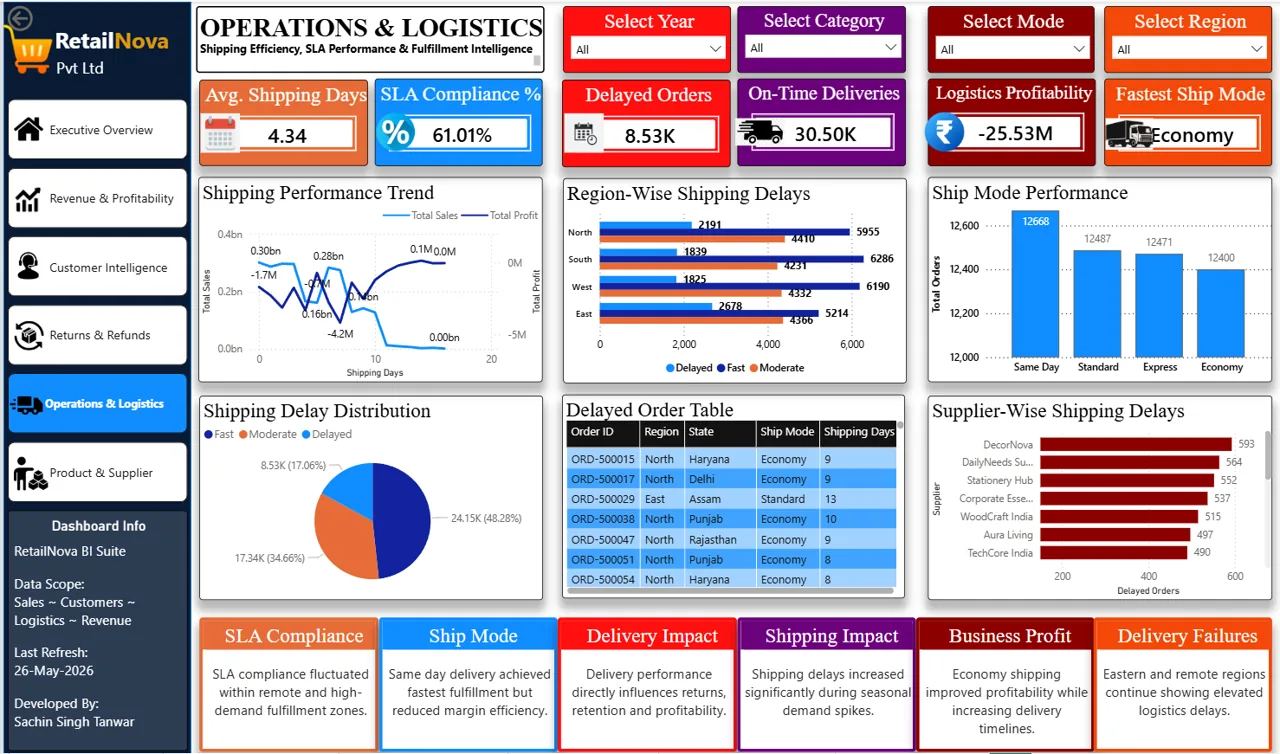 RetailNova
Pvt Ltd
Executive Overview
Revenue & Profitability
Customer Intelligence
Returns & Refunds
Operations & Logistics
Product & Supplier
Dashboard Info
RetailNova BI Suite
Data Scope:
Sales ~ Customers ~
Logistics ~ Revenue
Last Refresh:
26-May-2026
Developed By:
Sachin Singh Tanwar
OPERATIONS & LOGISTICS
Shipping Efficiency, SLA Performance & Fulfillment Intelligence
Select Year
All
Select Category
All
Select Mode
All
Select Region
All
Avg. Shipping Days
4.34
SLA Compliance %
%
61.01%
Delayed Orders
8.53K
On-Time Deliveries
30.50K
Logistics Profitability
₹
-25.53M
Fastest Ship Mode
Economy
Shipping Performance Trend
Total Sales Total Profit
0.4bn
0.2bn
0.0bn
Total Sales
0.30bn
-1.7M
0.28bn
0.16bn
-4.2M
0.1M
0.0M
0.00bn
0M
-5M
Total Profit
0 10 20
Shipping Days
Region-Wise Shipping Delays
North 2191 5955 4410
South 1839 6286 4231
West 1825 6190 4332
East 2678 5214 4366
0 2,000 4,000 6,000
Delayed Fast Moderate
Ship Mode Performance
Total Orders
12,600
12,400
12,200
12,000
12668 12487 12471 12400
Same Day Standard Express Economy
Shipping Delay Distribution
Fast Moderate Delayed
8.53K (17.06%)
24.15K (48.28%)
17.34K (34.66%)
Delayed Order Table
Order ID Region State Ship Mode Shipping Days
ORD-500015 North Haryana Economy 9
ORD-500017 North Delhi Economy 9
ORD-500029 East Assam Standard 13
ORD-500038 North Punjab Economy 10
ORD-500047 North Rajasthan Economy 9
ORD-500051 North Punjab Economy 8
ORD-500054 North Haryana Economy 8
Supplier-Wise Shipping Delays
Supplier
DecorNova 593
DailyNeeds Su... 564
Stationery Hub 552
Corporate Esse... 537
WoodCraft India 515
Aura Living 497
TechCore India 490
200 400 600
Delayed Orders
SLA Compliance
SLA compliance fluctuated
within remote and high-
demand fulfillment zones.
Ship Mode
Same day delivery achieved
fastest fulfillment but
reduced margin efficiency.
Delivery Impact
Delivery performance
directly influences returns,
retention and profitability.
Shipping Impact
Shipping delays increased
significantly during seasonal
demand spikes.
Business Profit
Economy shipping
improved profitability while
increasing delivery
timelines.
Delivery Failures
Eastern and remote regions
continue showing elevated
logistics delays.